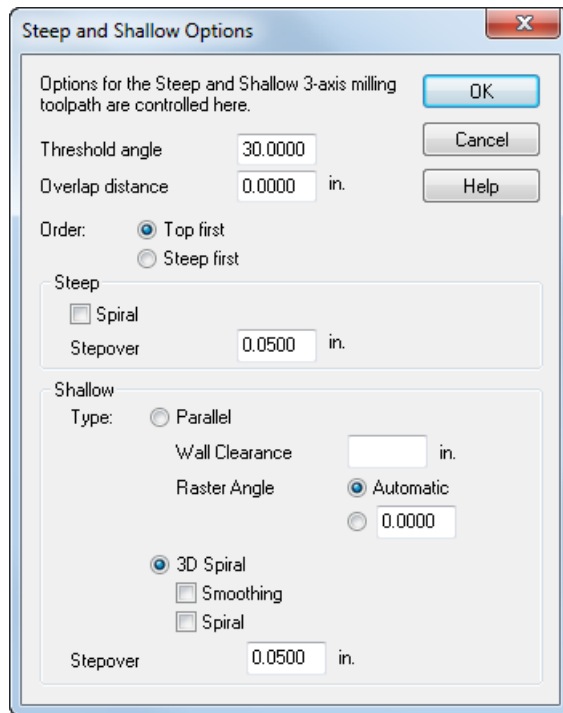 Steep and Shallow Options
Options for the Steep and Shallow 3-axis milling
toolpath are controlled here.
OK
Cancel
Help
Threshold angle 30.0000
Overlap distance 0.0000 in.
Order: Top first
Steep first
Steep
Spiral
Stepover 0.0500 in.
Shallow
Type: Parallel
Wall Clearance in.
Raster Angle Automatic
0.0000
3D Spiral
Smoothing
Spiral
Stepover 0.0500 in.